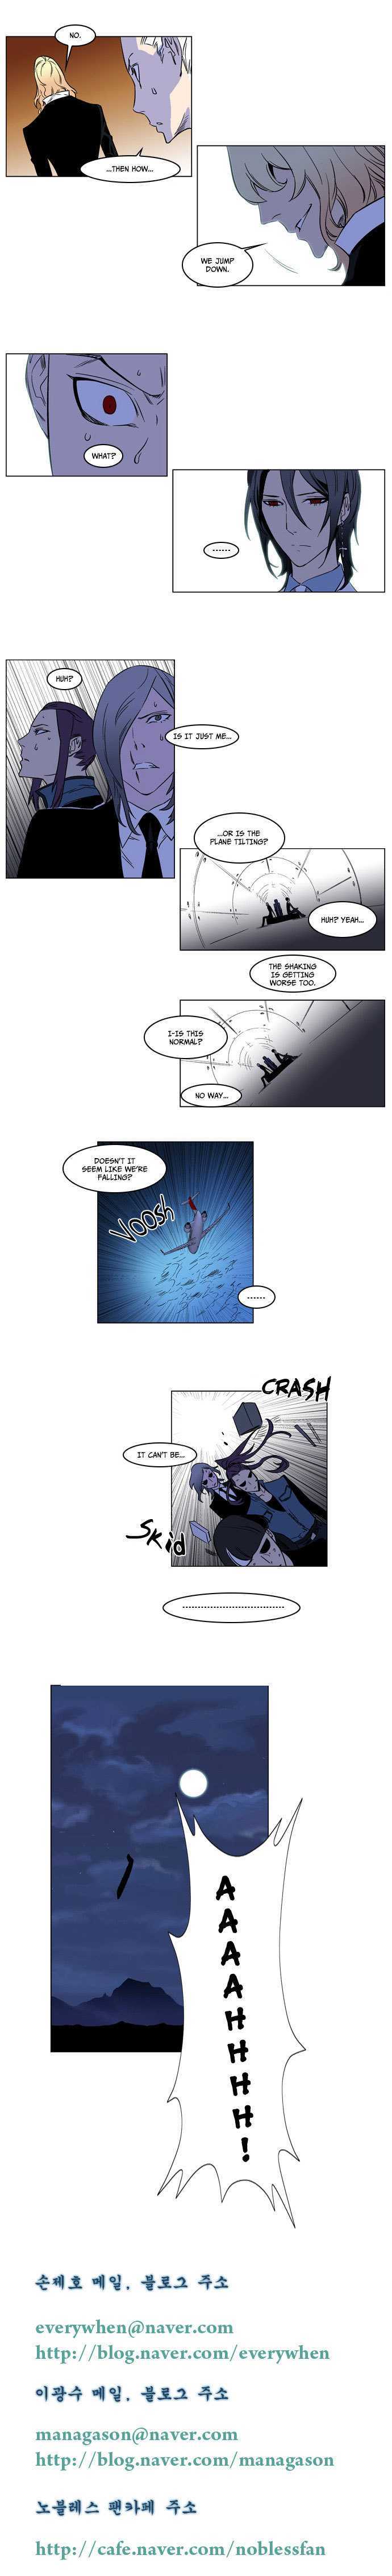 NO.
...THEN HOW...
WE JUMP
DOWN.
WHAT?
......
HUH?
IS IT JUST ME...
...OR IS THE
PLANE TILTING?
HUH? YEAH...
THE SHAKING
IS GETTING
WORSE TOO.
I-IS THIS
NORMAL?
NO WAY...
DOESN'T IT
SEEM LIKE WE'RE
FALLING?
VOOSH
......
CRASH
IT CAN'T BE...
SKID
................................
AAAAHHHH!
손제호 메일, 블로그 주소
everywhen@naver.com
http://blog.naver.com/everywhen
이광수 메일, 블로그 주소
managason@naver.com
http://blog.naver.com/managason
노블레스 팬카페 주소
http://cafe.naver.com/noblessfan